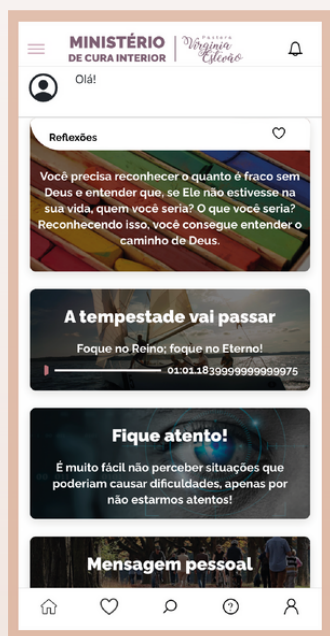 MINISTÉRIO
DE CURA INTERIOR
Pastora
Virgínia
Estevão
Olá!
Reflexões
Você precisa reconhecer o quanto é fraco sem
Deus e entender que, se Ele não estivesse na
sua vida, quem você seria? O que você seria?
Reconhecendo isso, você consegue entender o
caminho de Deus.
A tempestade vai passar
Foque no Reino; foque no Eterno!
01:01.1839999999999975
Fique atento!
É muito fácil não perceber situações que
poderiam causar dificuldades, apenas por
não estarmos atentos!
Mensagem pessoal